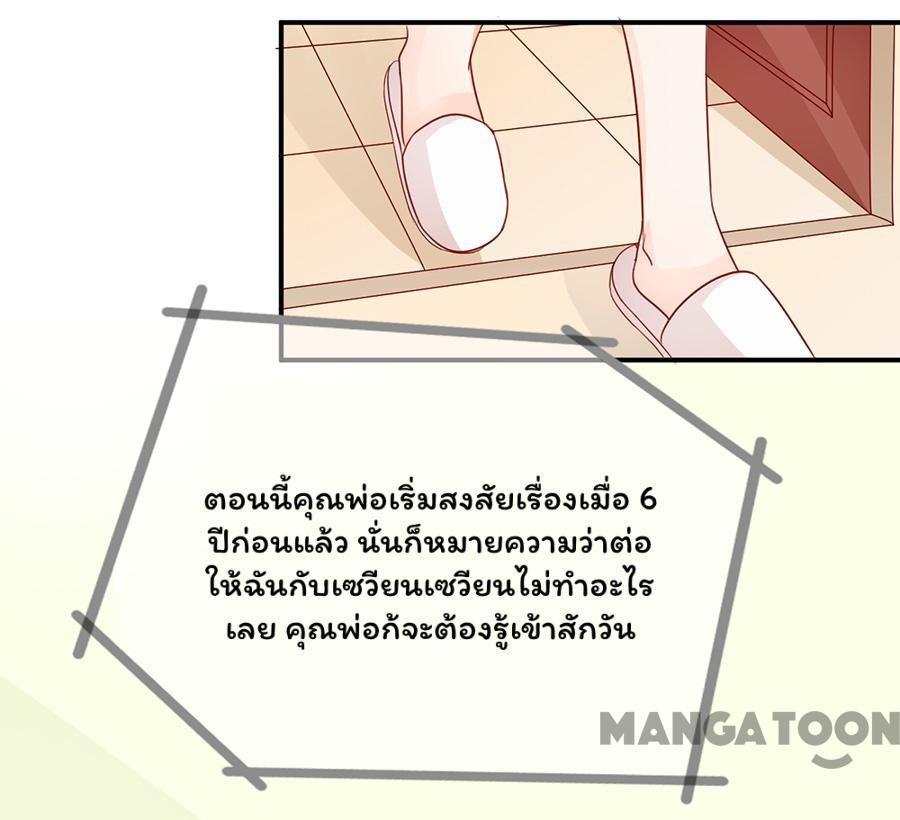 ตอนนี้คุณพ่อเริ่มสงสัยเรื่องเมื่อ 6
ปีก่อนแล้ว นั่นก็หมายความว่าต่อ
ให้ฉันกับเซวียนเซวียนไม่ทำอะไร
เลย คุณพ่อก้จะต้องรู้เข้าสักวัน
MANGATOON